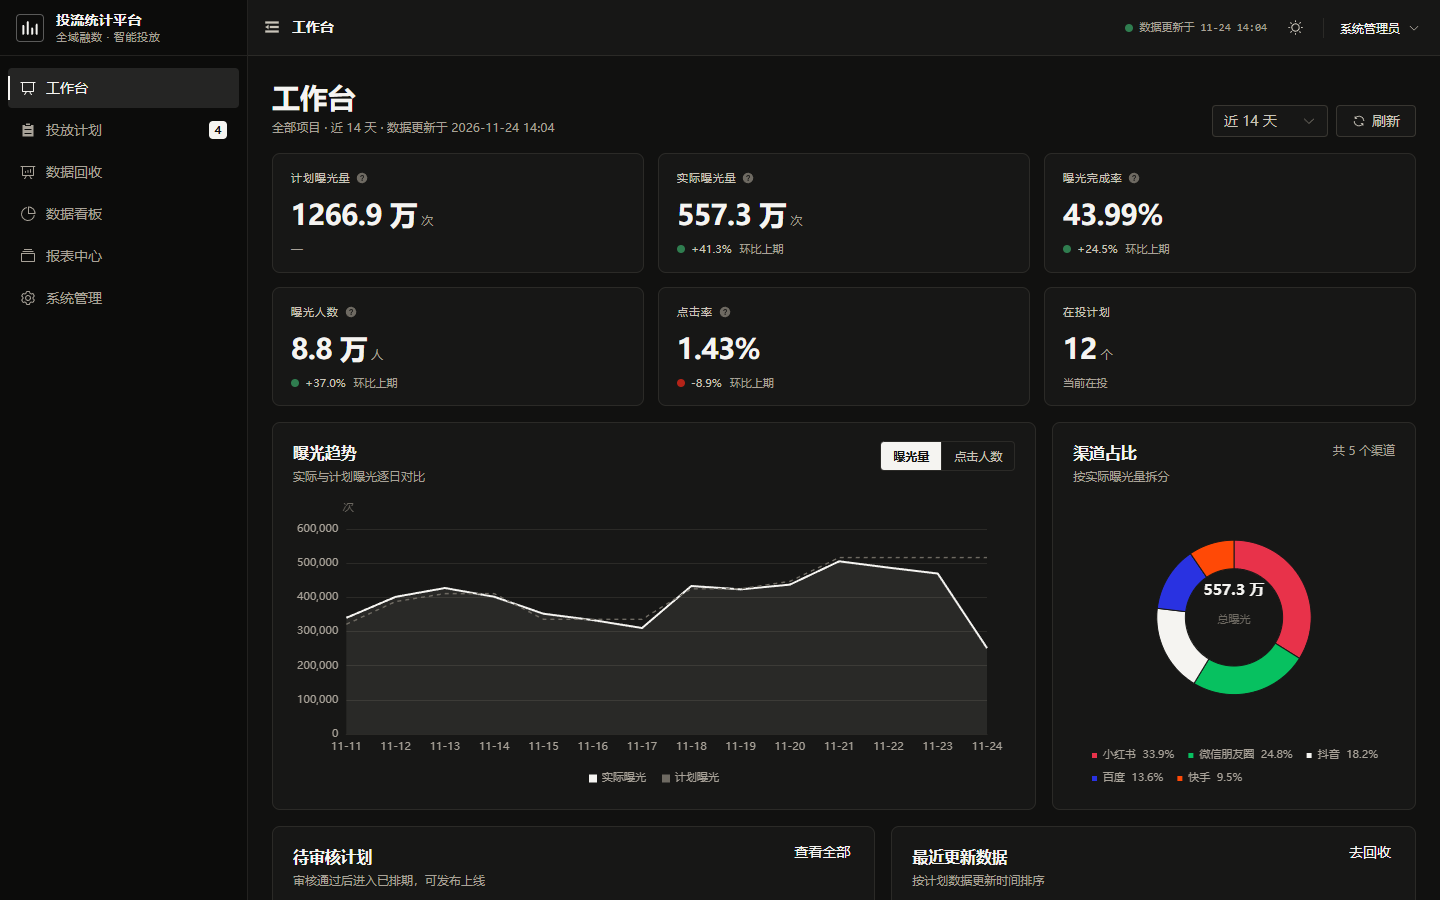 投流统计平台
全域融数 · 智能投放
工作台
投放计划 4
数据回收
数据看板
报表中心
系统管理
工作台
数据更新于 11-24 14:04
系统管理员
工作台
全部项目 · 近 14 天 · 数据更新于 2026-11-24 14:04
近 14 天
刷新
计划曝光量 ?
1266.9 万 次
—
实际曝光量 ?
557.3 万 次
+41.3% 环比上期
曝光完成率 ?
43.99%
+24.5% 环比上期
曝光人数 ?
8.8 万 人
+37.0% 环比上期
点击率 ?
1.43%
-8.9% 环比上期
在投计划
12 个
当前在投
曝光趋势
实际与计划曝光逐日对比
曝光量 点击人数
次
600,000
500,000
400,000
300,000
200,000
100,000
0
11-11 11-12 11-13 11-14 11-15 11-16 11-17 11-18 11-19 11-20 11-21 11-22 11-23 11-24
实际曝光 计划曝光
渠道占比
按实际曝光量拆分
共 5 个渠道
557.3 万
总曝光
小红书 33.9% 微信朋友圈 24.8% 抖音 18.2%
百度 13.6% 快手 9.5%
待审核计划
审核通过后进入已排期，可发布上线
查看全部
最近更新数据
按计划数据更新时间排序
去回收